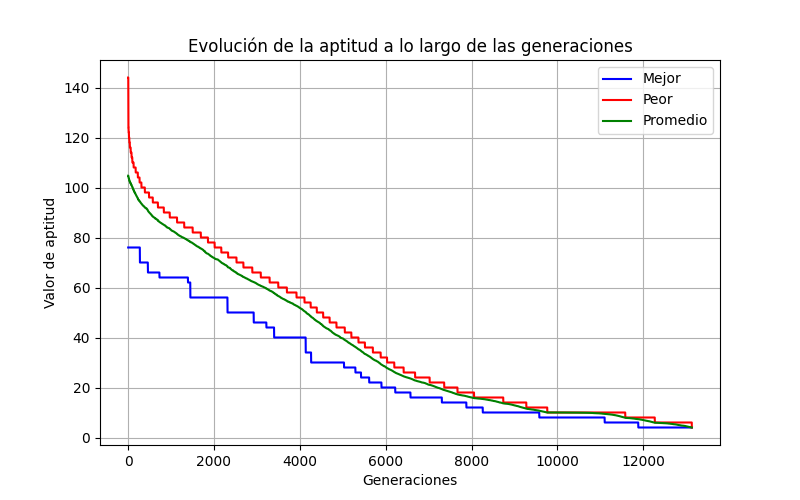 Evolución de la aptitud a lo largo de las generaciones
Mejor
Peor
Promedio
Valor de aptitud
140
120
100
80
60
40
20
0
0 2000 4000 6000 8000 10000 12000
Generaciones